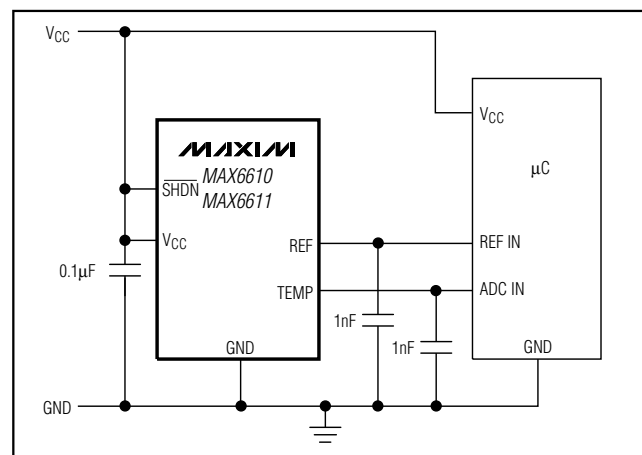 VCC
VCC
μC
MAXIM
MAX6610
MAX6611
SHDN
VCC
REF
REF IN
0.1μF
TEMP
ADC IN
1nF
1nF
GND
GND
GND